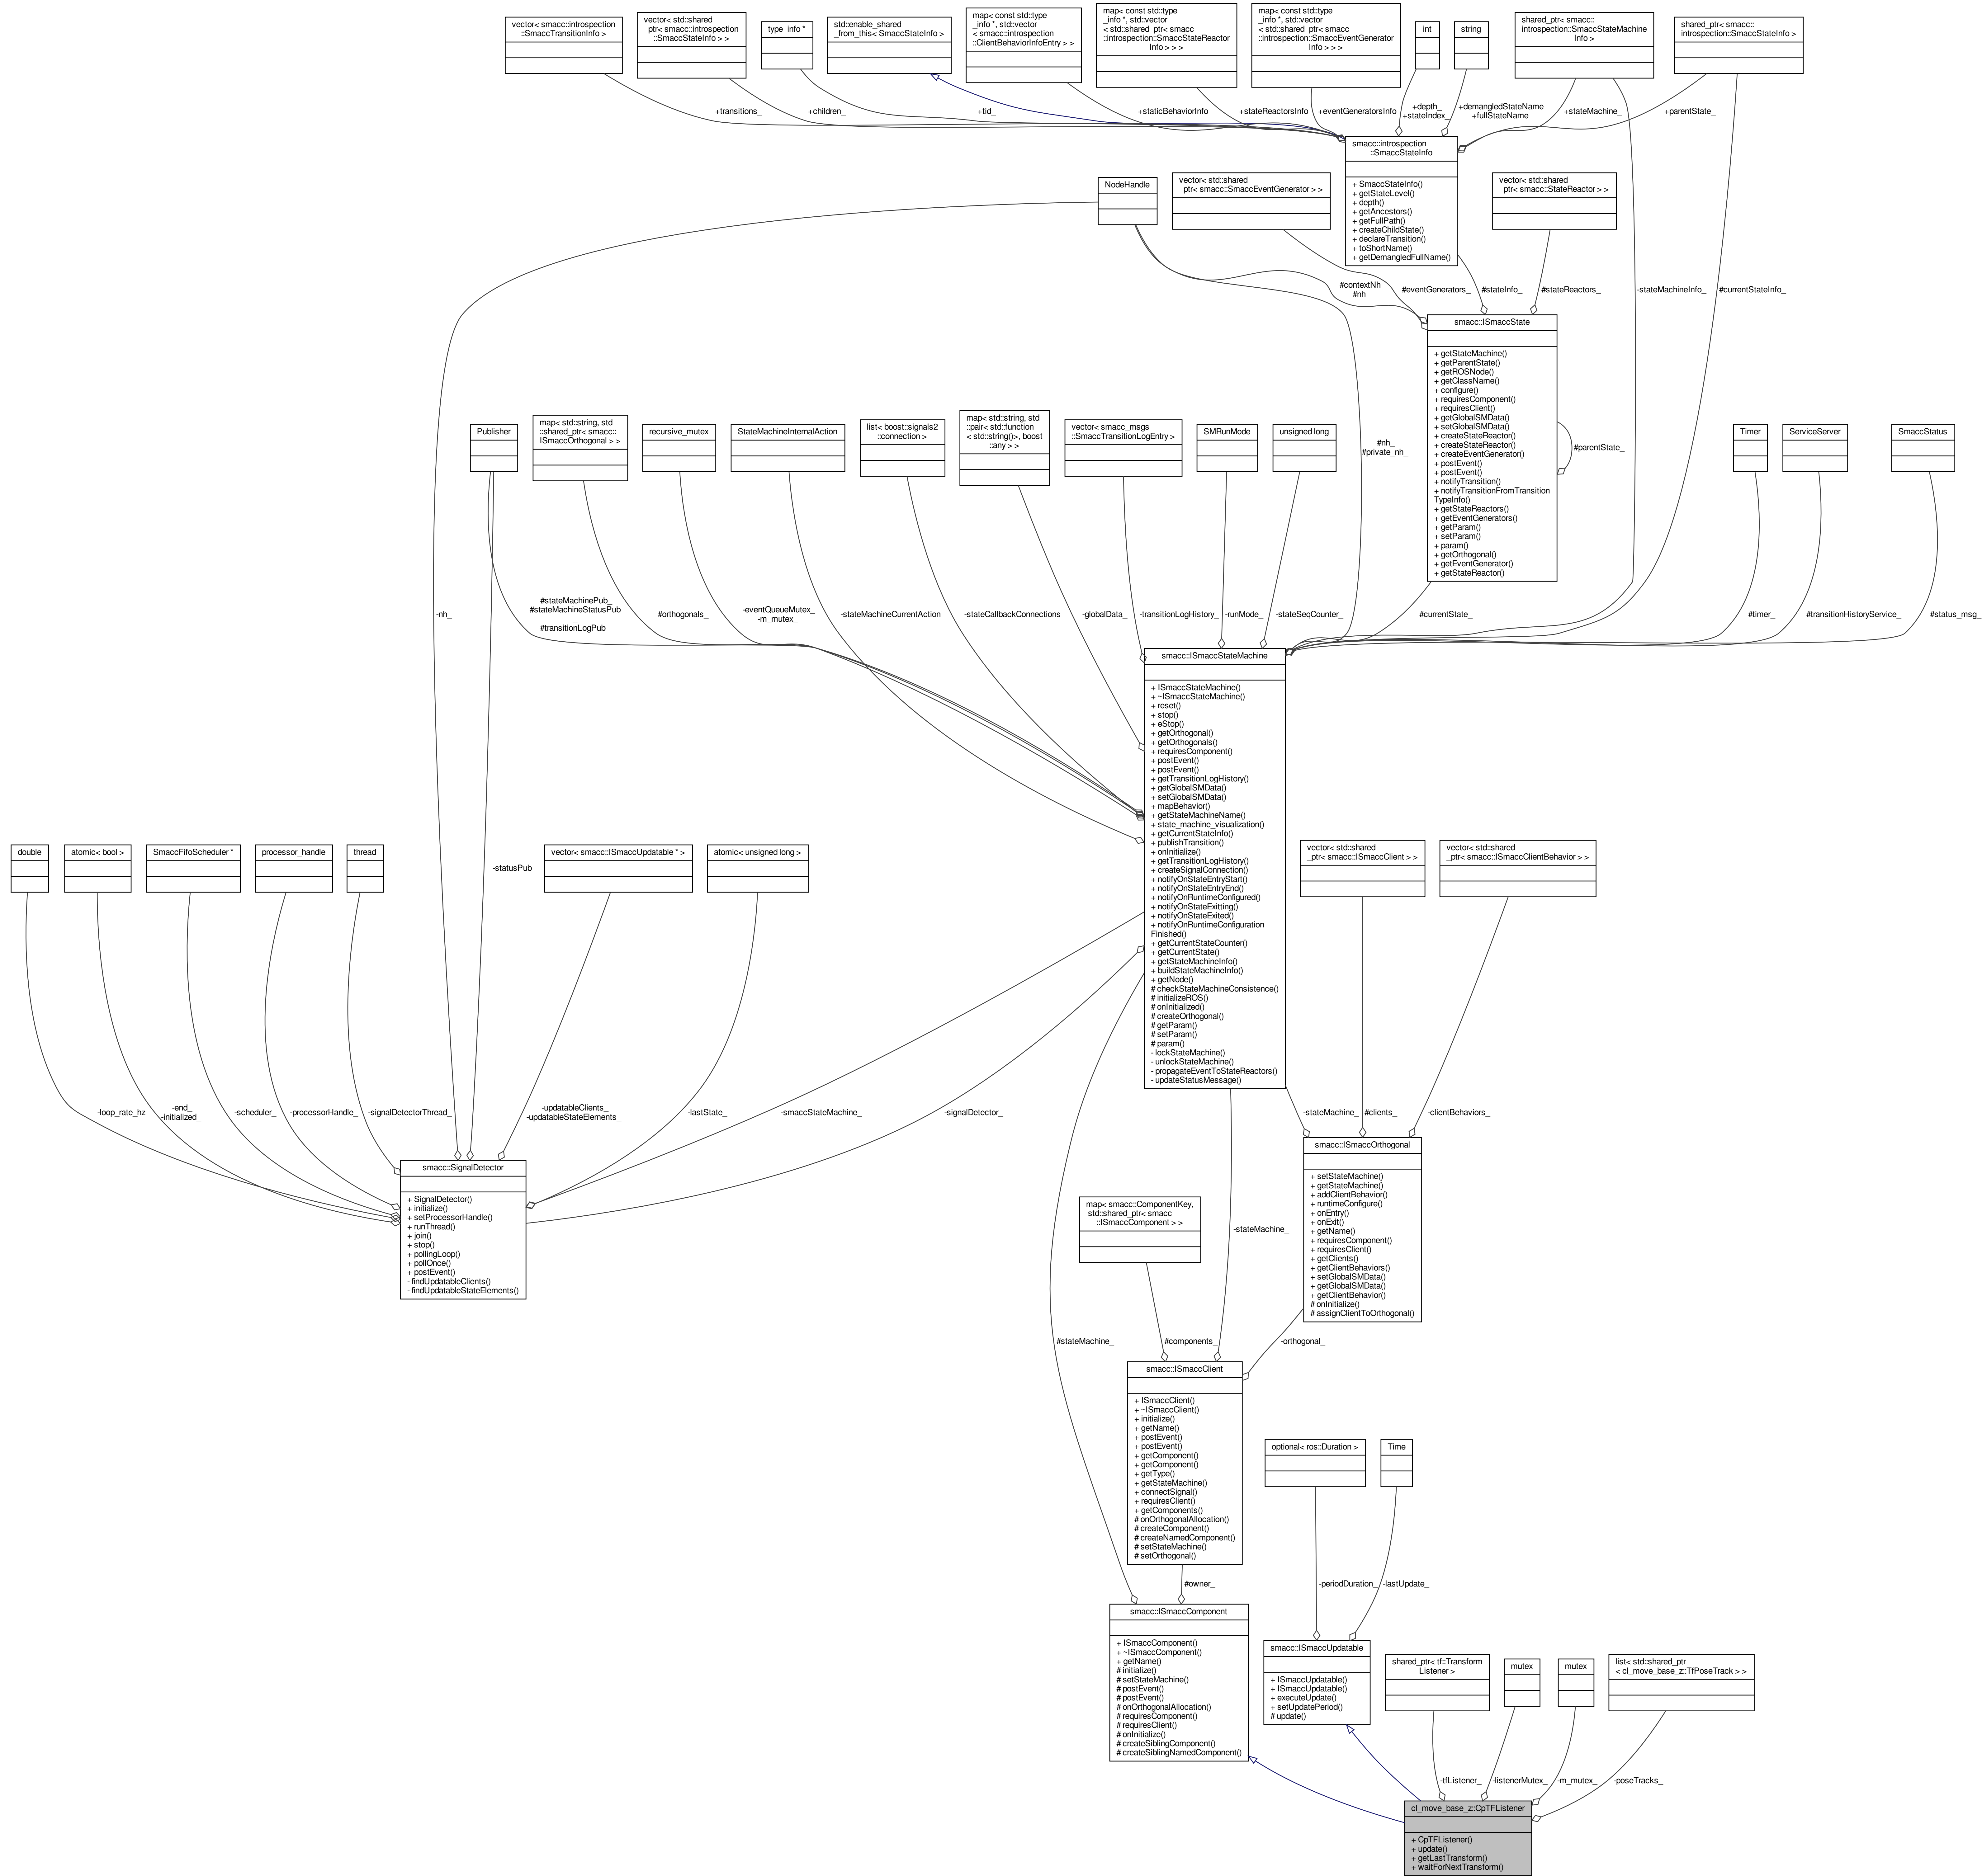 vector< smacc::introspection
::SmaccTransitionInfo >
vector< std::shared
_ptr< smacc::introspection
::SmaccStateInfo > >
type_info *
std::enable_shared
_from_this< SmaccStateInfo >
map< const std::type
_info *, std::vector
< smacc::introspection
::ClientBehaviorInfoEntry > >
map< const std::type
_info *, std::vector
< std::shared_ptr< smacc
::introspection::SmaccStateReactor
Info > > >
map< const std::type
_info *, std::vector
< std::shared_ptr< smacc
::introspection::SmaccEventGenerator
Info > > >
int
string
shared_ptr< smacc::
introspection::SmaccStateMachine
Info >
shared_ptr< smacc::
introspection::SmaccStateInfo >
+transitions_
+children_
+tid_
+staticBehaviorInfo
+stateReactorsInfo
+eventGeneratorsInfo
+depth_
+stateIndex_
+demangledStateName
+fullStateName
+stateMachine_
+parentState_
smacc::introspection
::SmaccStateInfo
+ SmaccStateInfo()
+ getStateLevel()
+ depth()
+ getAncestors()
+ getFullPath()
+ createChildState()
+ declareTransition()
+ toShortName()
+ getDemangledFullName()
NodeHandle
vector< std::shared
_ptr< smacc::SmaccEventGenerator > >
vector< std::shared
_ptr< smacc::StateReactor > >
#contextNh
#nh
#eventGenerators_
#stateInfo_
#stateReactors_
-stateMachineInfo_
#currentStateInfo_
smacc::ISmaccState
+ getStateMachine()
+ getParentState()
+ getROSNode()
+ getClassName()
+ configure()
+ requiresComponent()
+ requiresClient()
+ getGlobalSMData()
+ setGlobalSMData()
+ createStateReactor()
+ createStateReactor()
+ createEventGenerator()
+ postEvent()
+ postEvent()
+ notifyTransition()
+ notifyTransitionFromTransition
TypeInfo()
+ getStateReactors()
+ getEventGenerators()
+ getParam()
+ setParam()
+ param()
+ getOrthogonal()
+ getEventGenerator()
+ getStateReactor()
#parentState_
Publisher
map< std::string, std
::shared_ptr< smacc::
ISmaccOrthogonal > >
recursive_mutex
StateMachineInternalAction
list< boost::signals2
::connection >
map< std::string, std
::pair< std::function
< std::string()>, boost
::any > >
vector< smacc_msgs
::SmaccTransitionLogEntry >
SMRunMode
unsigned long
#nh_
#private_nh_
Timer
ServiceServer
SmaccStatus
-nh_
#stateMachinePub_
#stateMachineStatusPub
_
#transitionLogPub_
#orthogonals_
-eventQueueMutex_
-m_mutex_
-stateMachineCurrentAction
-stateCallbackConnections
-globalData_
-transitionLogHistory_
-runMode_
-stateSeqCounter_
#currentState_
#timer_
#transitionHistoryService_
#status_msg_
smacc::ISmaccStateMachine
+ ISmaccStateMachine()
+ ~ISmaccStateMachine()
+ reset()
+ stop()
+ eStop()
+ getOrthogonal()
+ getOrthogonals()
+ requiresComponent()
+ postEvent()
+ postEvent()
+ getTransitionLogHistory()
+ getGlobalSMData()
+ setGlobalSMData()
+ mapBehavior()
+ getStateMachineName()
+ state_machine_visualization()
+ getCurrentStateInfo()
+ publishTransition()
+ onInitialize()
+ getTransitionLogHistory()
+ createSignalConnection()
+ notifyOnStateEntryStart()
+ notifyOnStateEntryEnd()
+ notifyOnRuntimeConfigured()
+ notifyOnStateExitting()
+ notifyOnStateExited()
+ notifyOnRuntimeConfiguration
Finished()
+ getCurrentStateCounter()
+ getCurrentState()
+ getStateMachineInfo()
+ buildStateMachineInfo()
+ getNode()
# checkStateMachineConsistence()
# initializeROS()
# onInitialized()
# createOrthogonal()
# getParam()
# setParam()
# param()
- lockStateMachine()
- unlockStateMachine()
- propagateEventToStateReactors()
- updateStatusMessage()
double
atomic< bool >
SmaccFifoScheduler *
processor_handle
thread
-statusPub_
vector< smacc::ISmaccUpdatable * >
atomic< unsigned long >
vector< std::shared
_ptr< smacc::ISmaccClient > >
vector< std::shared
_ptr< smacc::ISmaccClientBehavior > >
-loop_rate_hz
-end_
-initialized_
-scheduler_
-processorHandle_
-signalDetectorThread_
-updatableClients_
-updatableStateElements_
-lastState_
-smaccStateMachine_
-signalDetector_
-stateMachine_
#clients_
-clientBehaviors_
smacc::SignalDetector
+ SignalDetector()
+ initialize()
+ setProcessorHandle()
+ runThread()
+ join()
+ stop()
+ pollingLoop()
+ pollOnce()
+ postEvent()
- findUpdatableClients()
- findUpdatableStateElements()
smacc::ISmaccOrthogonal
+ setStateMachine()
+ getStateMachine()
+ addClientBehavior()
+ runtimeConfigure()
+ onEntry()
+ onExit()
+ getName()
+ requiresComponent()
+ requiresClient()
+ getClients()
+ getClientBehaviors()
+ setGlobalSMData()
+ getGlobalSMData()
+ getClientBehavior()
# onInitialize()
# assignClientToOrthogonal()
map< smacc::ComponentKey,
std::shared_ptr< smacc
::ISmaccComponent > >
-stateMachine_
#stateMachine_
#components_
-orthogonal_
smacc::ISmaccClient
+ ISmaccClient()
+ ~ISmaccClient()
+ initialize()
+ getName()
+ postEvent()
+ postEvent()
+ getComponent()
+ getComponent()
+ getType()
+ getStateMachine()
+ connectSignal()
+ requiresClient()
+ getComponents()
# onOrthogonalAllocation()
# createComponent()
# createNamedComponent()
# setStateMachine()
# setOrthogonal()
optional< ros::Duration >
Time
#owner_
-periodDuration_
-lastUpdate_
smacc::ISmaccComponent
+ ISmaccComponent()
+ ~ISmaccComponent()
+ getName()
# initialize()
# setStateMachine()
# postEvent()
# postEvent()
# onOrthogonalAllocation()
# requiresComponent()
# requiresClient()
# onInitialize()
# createSiblingComponent()
# createSiblingNamedComponent()
smacc::ISmaccUpdatable
+ ISmaccUpdatable()
+ ISmaccUpdatable()
+ executeUpdate()
+ setUpdatePeriod()
# update()
shared_ptr< tf::Transform
Listener >
mutex
mutex
list< std::shared_ptr
< cl_move_base_z::TfPoseTrack > >
-tfListener_
-listenerMutex_
-m_mutex_
-poseTracks_
cl_move_base_z::CpTFListener
+ CpTFListener()
+ update()
+ getLastTransform()
+ waitForNextTransform()